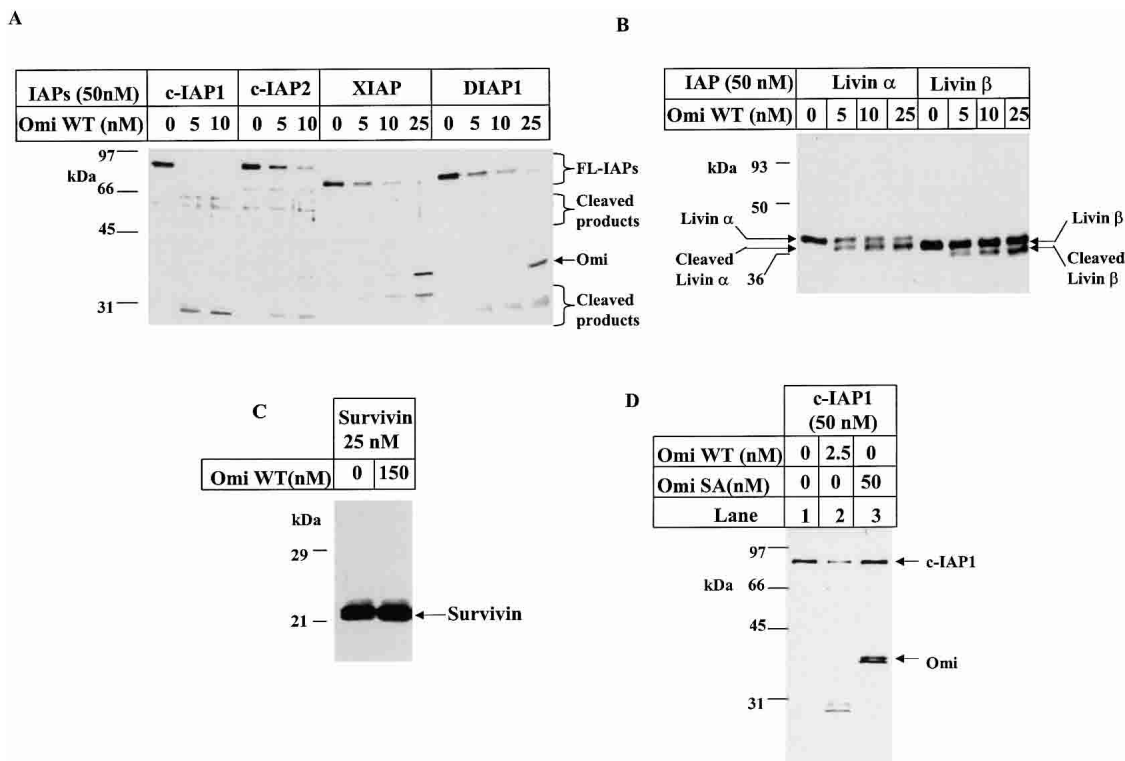 A
IAPs (50nM) c-IAP1 c-IAP2 XIAP DIAP1
Omi WT (nM) 0 5 10 0 5 10 0 5 10 25 0 5 10 25
kDa
97
66
45
31
FL-IAPs
Cleaved
products
Omi
Cleaved
products
B
IAP (50 nM) Livin α Livin β
Omi WT (nM) 0 5 10 25 0 5 10 25
kDa 93
50
Livin α
Cleaved
Livin α 36
Livin β
Cleaved
Livin β
C
Survivin
25 nM
Omi WT(nM) 0 150
kDa
29
21
Survivin
D
c-IAP1
(50 nM)
Omi WT (nM) 0 2.5 0
Omi SA(nM) 0 0 50
Lane 1 2 3
97
kDa 66
45
31
c-IAP1
Omi